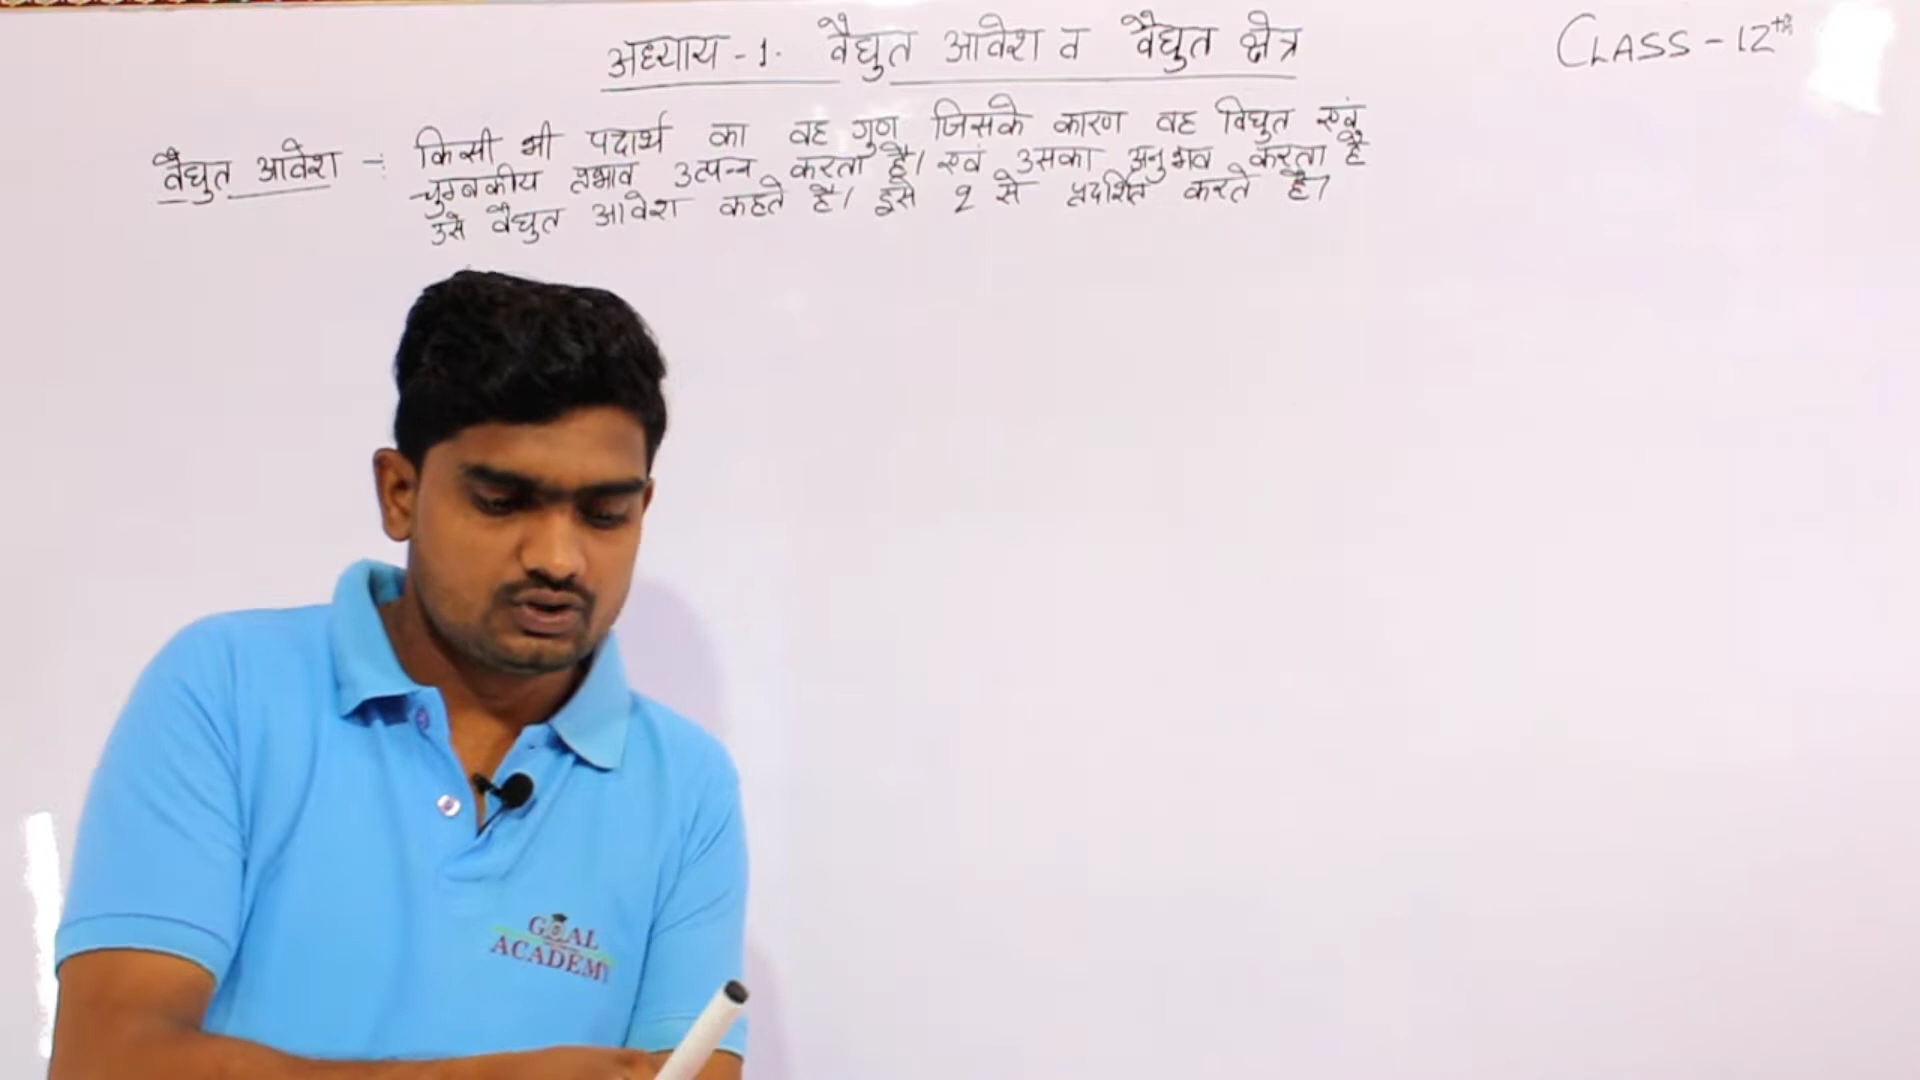 अध्याय - 1. वैद्युत आवेश व वैद्युत क्षेत्र
CLASS - 12th
वैद्युत आवेश -: किसी भी पदार्थ का वह गुण जिसके कारण वह विद्युत एवं
चुम्बकीय प्रभाव उत्पन्न करता है। एवं उसका अनुभव करता है
उसे वैद्युत आवेश कहते हैं। इसे q से प्रदर्शित करते हैं।
GOAL
ACADEMY